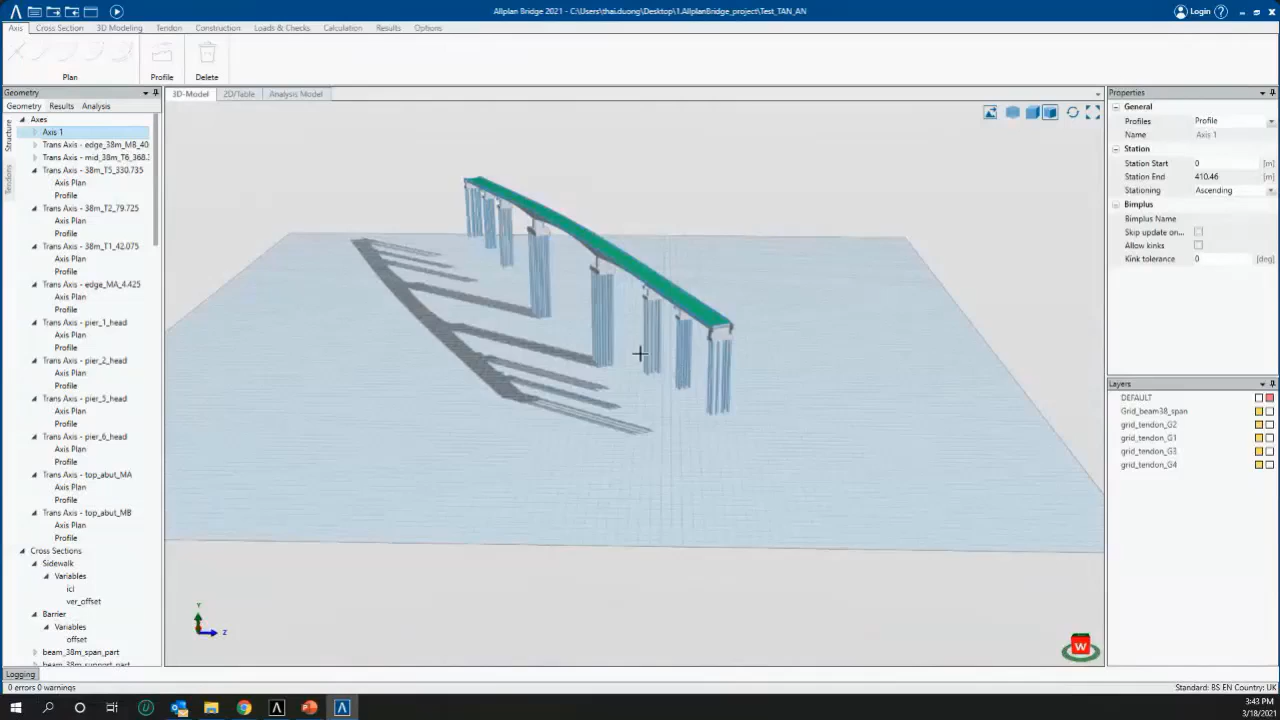 Allplan Bridge 2021 - C:\Users\thai.duong\Desktop\1.AllplanBridge_project\Test_TAN_AN
Login
Axis Cross Section 3D Modeling Tendon Construction Loads & Checks Calculation Results Options
Plan Profile Delete
Geometry
Geometry Results Analysis
Structure
Tendons
Axes
Axis 1
Trans Axis - edge_38m_MB_40
Trans Axis - mid_38m_T6_368.
Trans Axis - 38m_T5_330.735
Axis Plan
Profile
Trans Axis - 38m_T2_79.725
Axis Plan
Profile
Trans Axis - 38m_T1_42.075
Axis Plan
Profile
Trans Axis - edge_MA_4.425
Axis Plan
Profile
Trans Axis - pier_1_head
Axis Plan
Profile
Trans Axis - pier_2_head
Axis Plan
Profile
Trans Axis - pier_5_head
Axis Plan
Profile
Trans Axis - pier_6_head
Axis Plan
Profile
Trans Axis - top_abut_MA
Axis Plan
Profile
Trans Axis - top_abut_MB
Axis Plan
Profile
Cross Sections
Sidewalk
Variables
icl
ver_offset
Barrier
Variables
offset
beam_38m_span_part
beam_38m_support_part
3D-Model 2D/Table Analysis Model
Y
Z
W
Properties
General
Profiles Profile
Name Axis 1
Station
Station Start 0 [m]
Station End 410.46 [m]
Stationing Ascending
Bimplus
Bimplus Name
Skip update on...
Allow kinks
Kink tolerance 0 [deg]
Layers
DEFAULT
Grid_beam38_span
grid_tendon_G2
grid_tendon_G1
grid_tendon_G3
grid_tendon_G4
Logging
0 errors 0 warnings
Standard: BS EN Country: UK
3:43 PM
3/18/2021